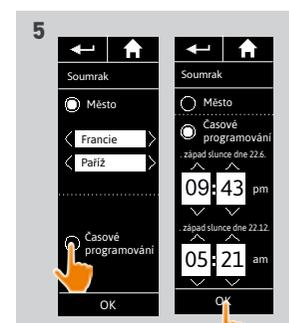 5
Soumrak
Město
Francie
Paříž
Časové
programování
OK
Soumrak
Město
Časové
programování
. západ slunce dne 22.6.
09:43 pm
. západ slunce dne 22.12.
05:21 am
OK